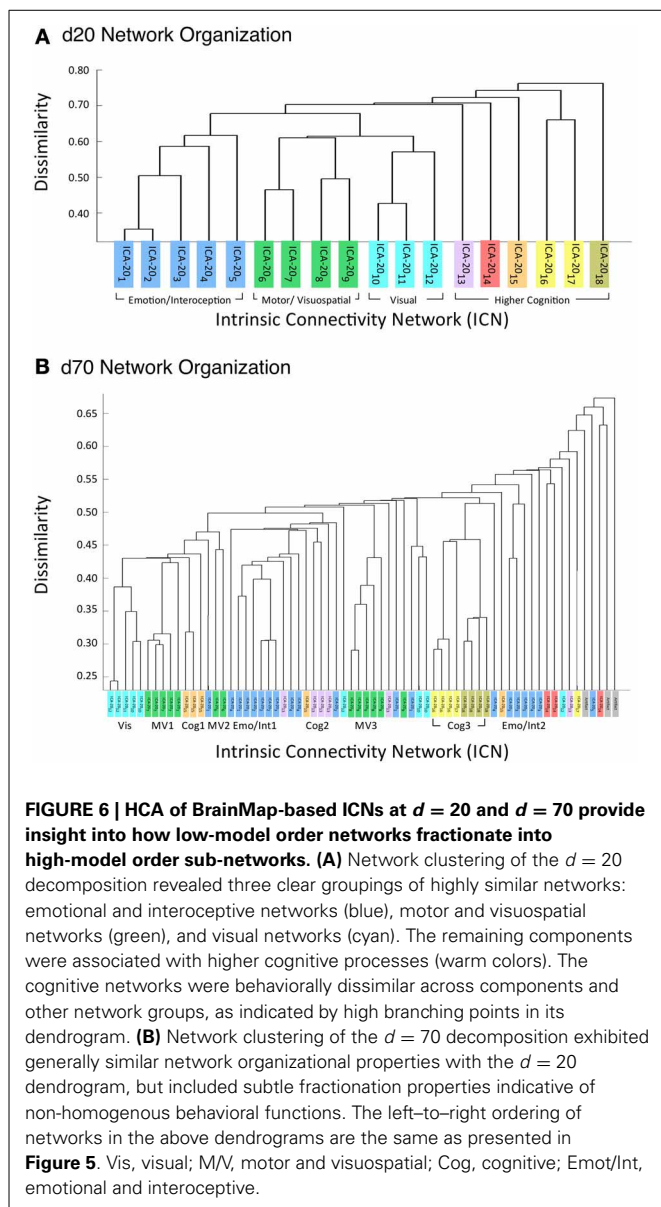 A d20 Network Organization
0.80
0.70
0.60
0.50
0.40
Dissimilarity
ICA-20₁
ICA-20₂
ICA-20₃
ICA-20₄
ICA-20₅
ICA-20₆
ICA-20₇
ICA-20₈
ICA-20₉
ICA-20₁₀
ICA-20₁₁
ICA-20₁₂
ICA-20₁₃
ICA-20₁₄
ICA-20₁₅
ICA-20₁₆
ICA-20₁₇
ICA-20₁₈
Emotion/Interoception Motor/ Visuospatial Visual Higher Cognition
Intrinsic Connectivity Network (ICN)
B d70 Network Organization
0.65
0.60
0.55
0.50
0.45
0.40
0.35
0.30
0.25
Dissimilarity
Vis MV1 Cog1 MV2 Emo/Int1 Cog2 MV3 Cog3 Emo/Int2
Intrinsic Connectivity Network (ICN)
FIGURE 6 | HCA of BrainMap-based ICNs at d = 20 and d = 70 provide
insight into how low-model order networks fractionate into
high-model order sub-networks. (A) Network clustering of the d = 20
decomposition revealed three clear groupings of highly similar networks:
emotional and interoceptive networks (blue), motor and visuospatial
networks (green), and visual networks (cyan). The remaining components
were associated with higher cognitive processes (warm colors). The
cognitive networks were behaviorally dissimilar across components and
other network groups, as indicated by high branching points in its
dendrogram. (B) Network clustering of the d = 70 decomposition exhibited
generally similar network organizational properties with the d = 20
dendrogram, but included subtle fractionation properties indicative of
non-homogenous behavioral functions. The left–to–right ordering of
networks in the above dendrograms are the same as presented in
Figure 5. Vis, visual; M/V, motor and visuospatial; Cog, cognitive; Emot/Int,
emotional and interoceptive.